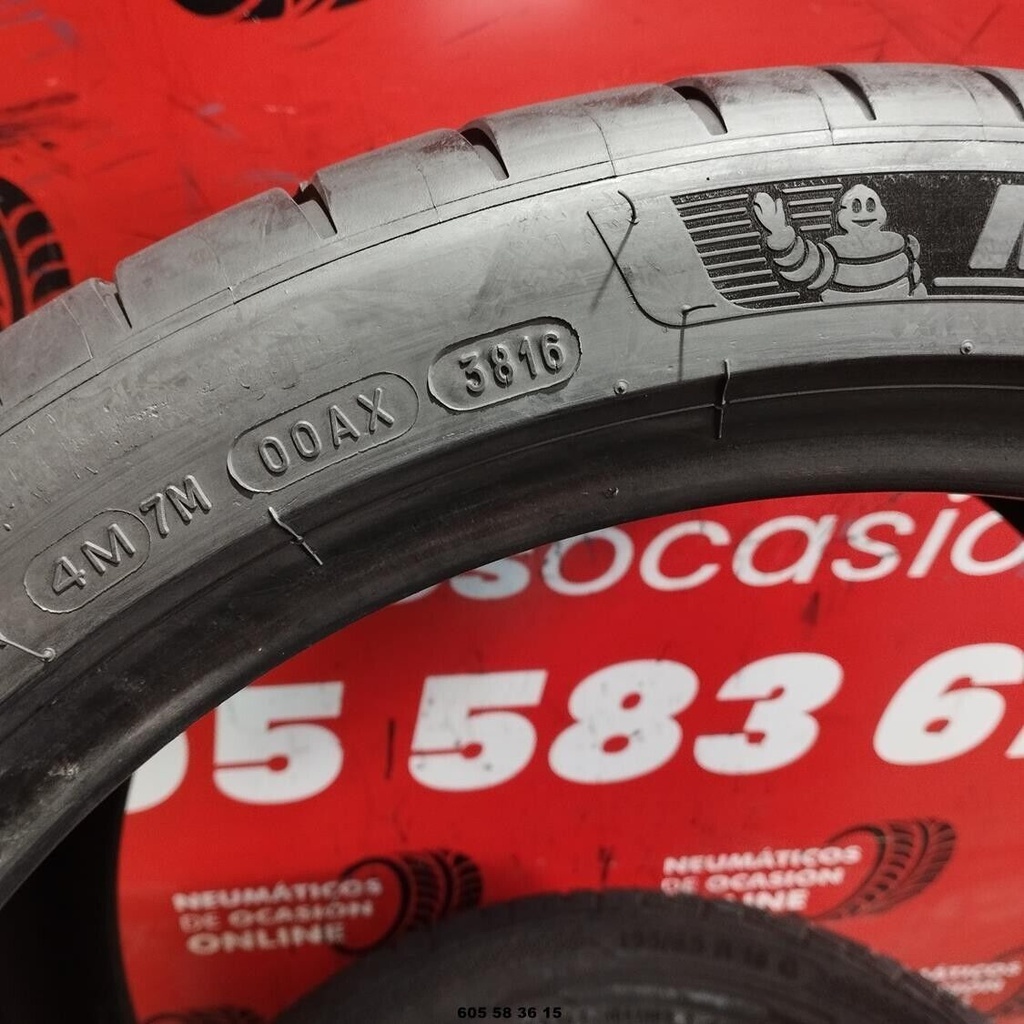 3816
00AX
7M
4M
socasio
05 583 6
NEUMÁTICOS
DE OCASIÓN
ONLINE
NEUMÁTICOS
DE OCASIÓN
ONLINE
605 58 36 15